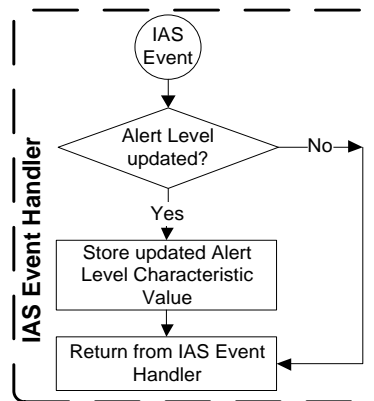 IAS
Event
Alert Level
updated?
No
Yes
Store updated Alert
Level Characteristic
Value
Return from IAS Event
Handler
IAS Event Handler